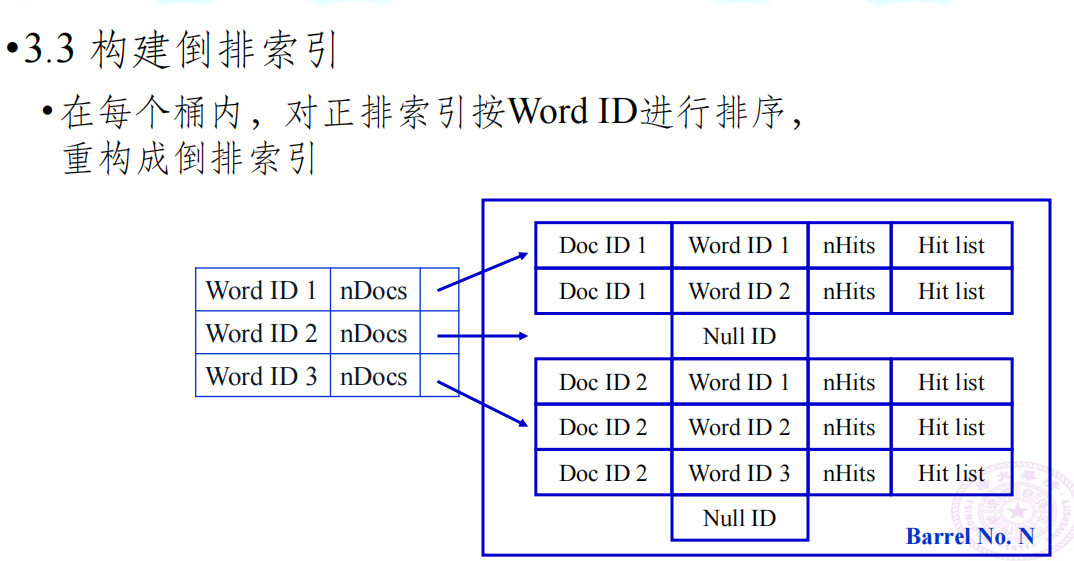 •3.3 构建倒排索引
•在每个桶内，对正排索引按Word ID进行排序，
重构成倒排索引
Word ID 1 nDocs
Word ID 2 nDocs
Word ID 3 nDocs
Doc ID 1 Word ID 1 nHits Hit list
Doc ID 1 Word ID 2 nHits Hit list
Null ID
Doc ID 2 Word ID 1 nHits Hit list
Doc ID 2 Word ID 2 nHits Hit list
Doc ID 2 Word ID 3 nHits Hit list
Null ID
Barrel No. N